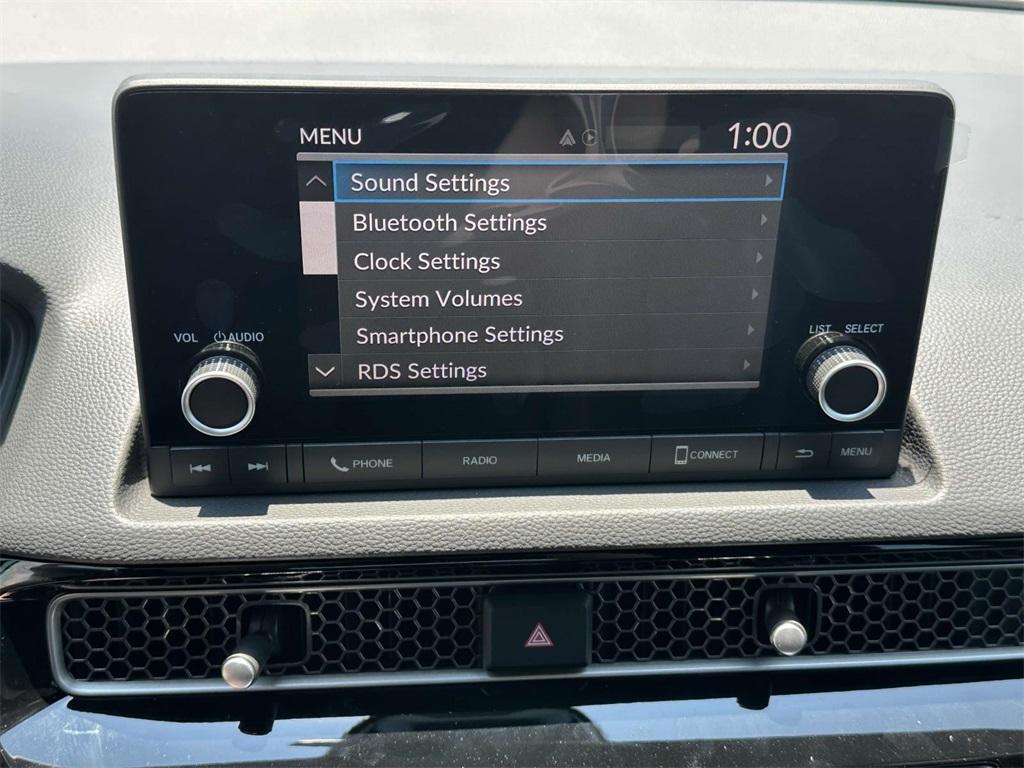 MENU 1:00
Sound Settings
Bluetooth Settings
Clock Settings
System Volumes
Smartphone Settings
RDS Settings
VOL AUDIO
LIST SELECT
PHONE RADIO MEDIA CONNECT MENU